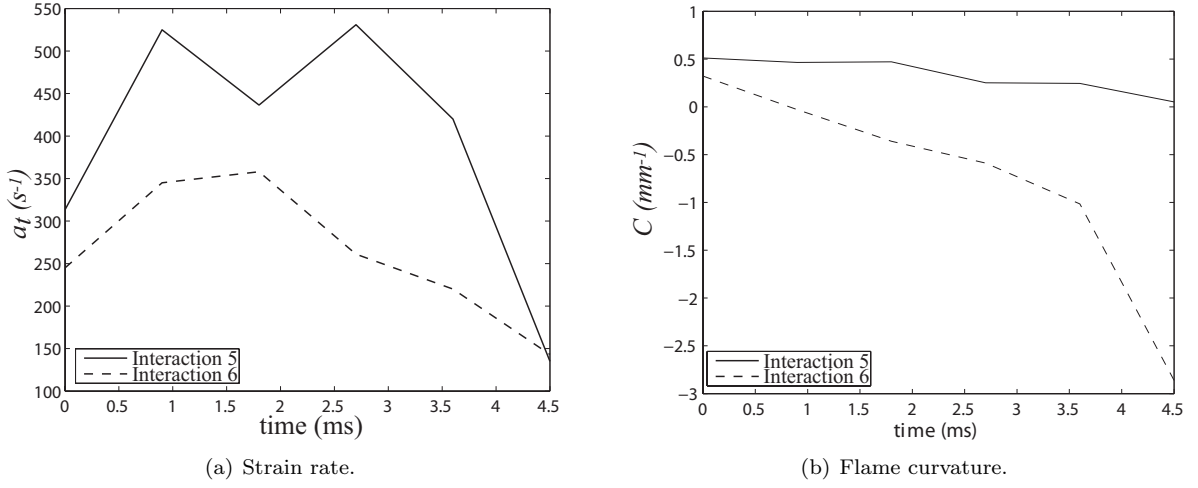 550
500
450
400
350
300
250
200
150
100
a_t (s^-1)
0 0.5 1 1.5 2 2.5 3 3.5 4 4.5
time (ms)
Interaction 5
Interaction 6
(a) Strain rate.
1
0.5
0
−0.5
−1
−1.5
−2
−2.5
−3
C (mm^-1)
0 0.5 1 1.5 2 2.5 3 3.5 4 4.5
time (ms)
Interaction 5
Interaction 6
(b) Flame curvature.